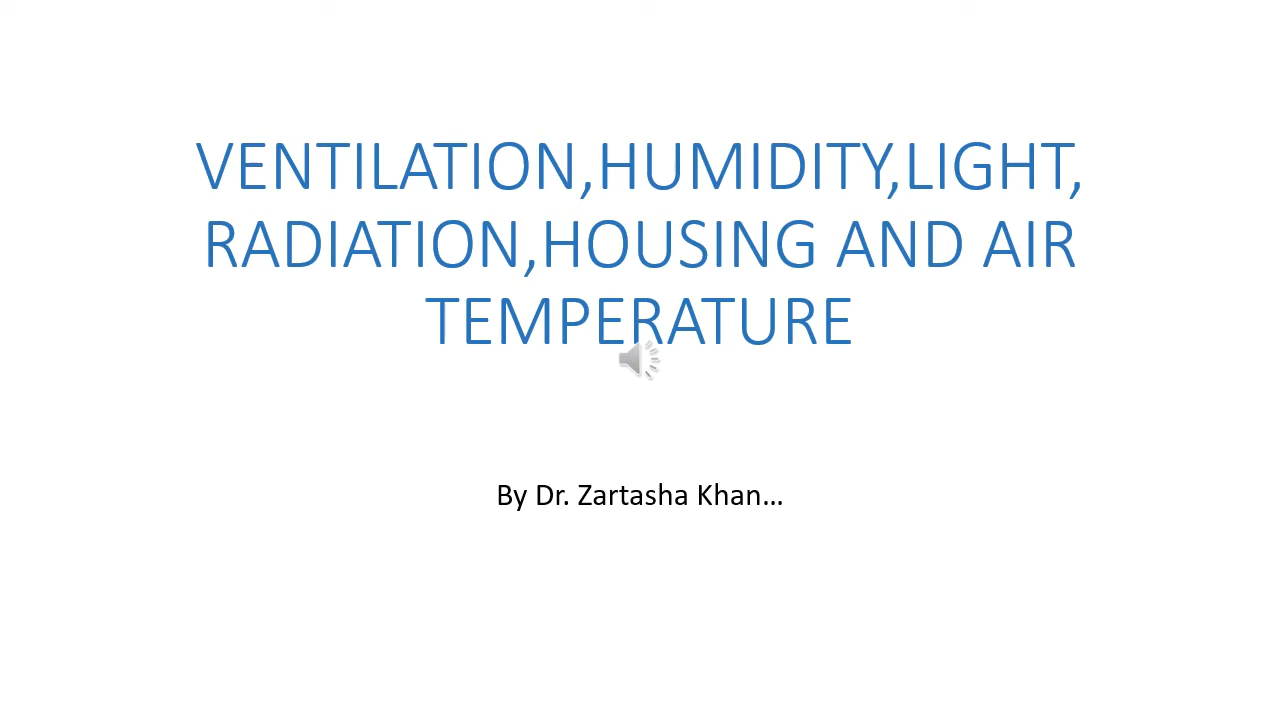 VENTILATION,HUMIDITY,LIGHT,
RADIATION,HOUSING AND AIR
TEMPERATURE
By Dr. Zartasha Khan…